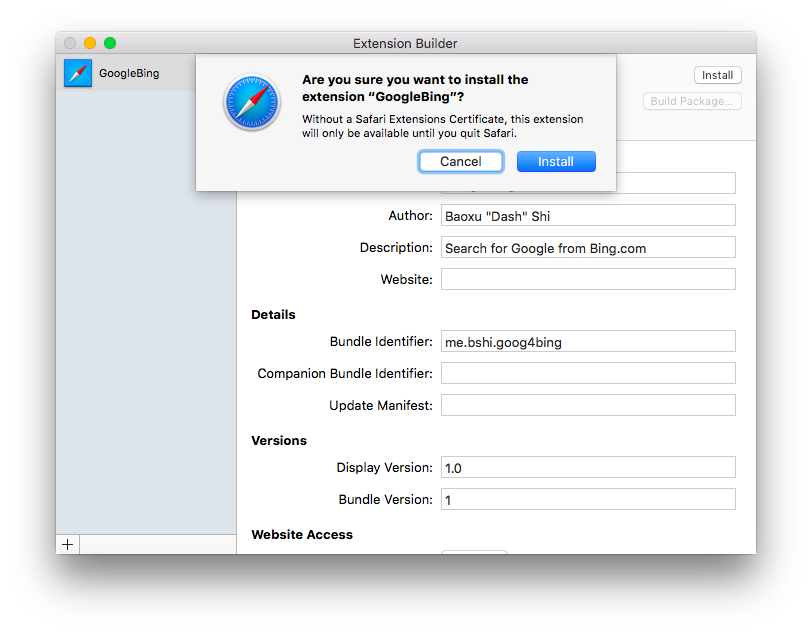 Extension Builder
GoogleBing
Are you sure you want to install the
extension “GoogleBing”?
Without a Safari Extensions Certificate, this extension
will only be available until you quit Safari.
Cancel
Install
Install
Build Package...
Author: Baoxu "Dash" Shi
Description: Search for Google from Bing.com
Website:
Details
Bundle Identifier: me.bshi.goog4bing
Companion Bundle Identifier:
Update Manifest:
Versions
Display Version: 1.0
Bundle Version: 1
Website Access